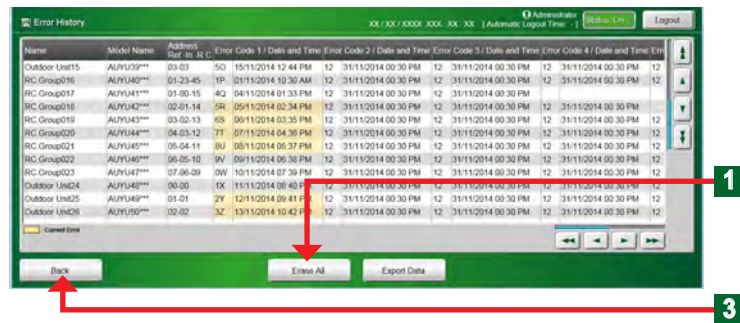 Error History
XX / XX / XXXX XXX, XX XX [Automatic Logout Time: - ]
Administrator
Status: On
Logout
Name Model Name Address Ref.-In.-R.C. Error Code 1 / Date and Time Error Code 2 / Date and Time Error Code 3 / Date and Time Error Code 4 / Date and Time Err
Outdoor Unit15 AUYU39*** 03-03 5O 15/11/2014 12:44 PM 12 31/11/2014 00:30 PM 12 31/11/2014 00:30 PM 12 31/11/2014 00:30 PM 12
RC.Group016 AUYU40*** 01-23-45 1P 01/11/2014 10:30 AM 12 31/11/2014 00:30 PM 12 31/11/2014 00:30 PM 12 31/11/2014 00:30 PM 12
RC.Group017 AUYU41*** 01-00-15 4Q 04/11/2014 01:33 PM 12 31/11/2014 00:30 PM 12 31/11/2014 00:30 PM
RC.Group018 AUYU42*** 02-01-14 5R 05/11/2014 02:34 PM 12 31/11/2014 00:30 PM 12 31/11/2014 00:30 PM 12 31/11/2014 00:30 PM
RC.Group019 AUYU43*** 03-02-13 6S 06/11/2014 03:35 PM 12 31/11/2014 00:30 PM 12 31/11/2014 00:30 PM 12 31/11/2014 00:30 PM 12
RC.Group020 AUYU44*** 04-03-12 7T 07/11/2014 04:36 PM 12 31/11/2014 00:30 PM 12 31/11/2014 00:30 PM 12 31/11/2014 00:30 PM 12
RC.Group021 AUYU45*** 05-04-11 8U 08/11/2014 05:37 PM 12 31/11/2014 00:30 PM 12 31/11/2014 00:30 PM 12 31/11/2014 00:30 PM 12
RC.Group022 AUYU46*** 06-05-10 9V 09/11/2014 06:38 PM 12 31/11/2014 00:30 PM 12 31/11/2014 00:30 PM 12 31/11/2014 00:30 PM 12
RC.Group023 AUYU47*** 07-06-09 0W 10/11/2014 07:39 PM 12 31/11/2014 00:30 PM 12 31/11/2014 00:30 PM 12 31/11/2014 00:30 PM 12
Outdoor Unit24 AUYU48*** 00-00 1X 11/11/2014 08:40 PM 12 31/11/2014 00:30 PM 12 31/11/2014 00:30 PM 12 31/11/2014 00:30 PM 12
Outdoor Unit25 AUYU49*** 01-01 2Y 12/11/2014 09:41 PM 12 31/11/2014 00:30 PM 12 31/11/2014 00:30 PM 12 31/11/2014 00:30 PM 12
Outdoor Unit26 AUYU50*** 02-02 3Z 13/11/2014 10:42 PM 12 31/11/2014 00:30 PM 12 31/11/2014 00:30 PM 12 31/11/2014 00:30 PM 12
Current Error
Back
Erase All
Export Data
1
3